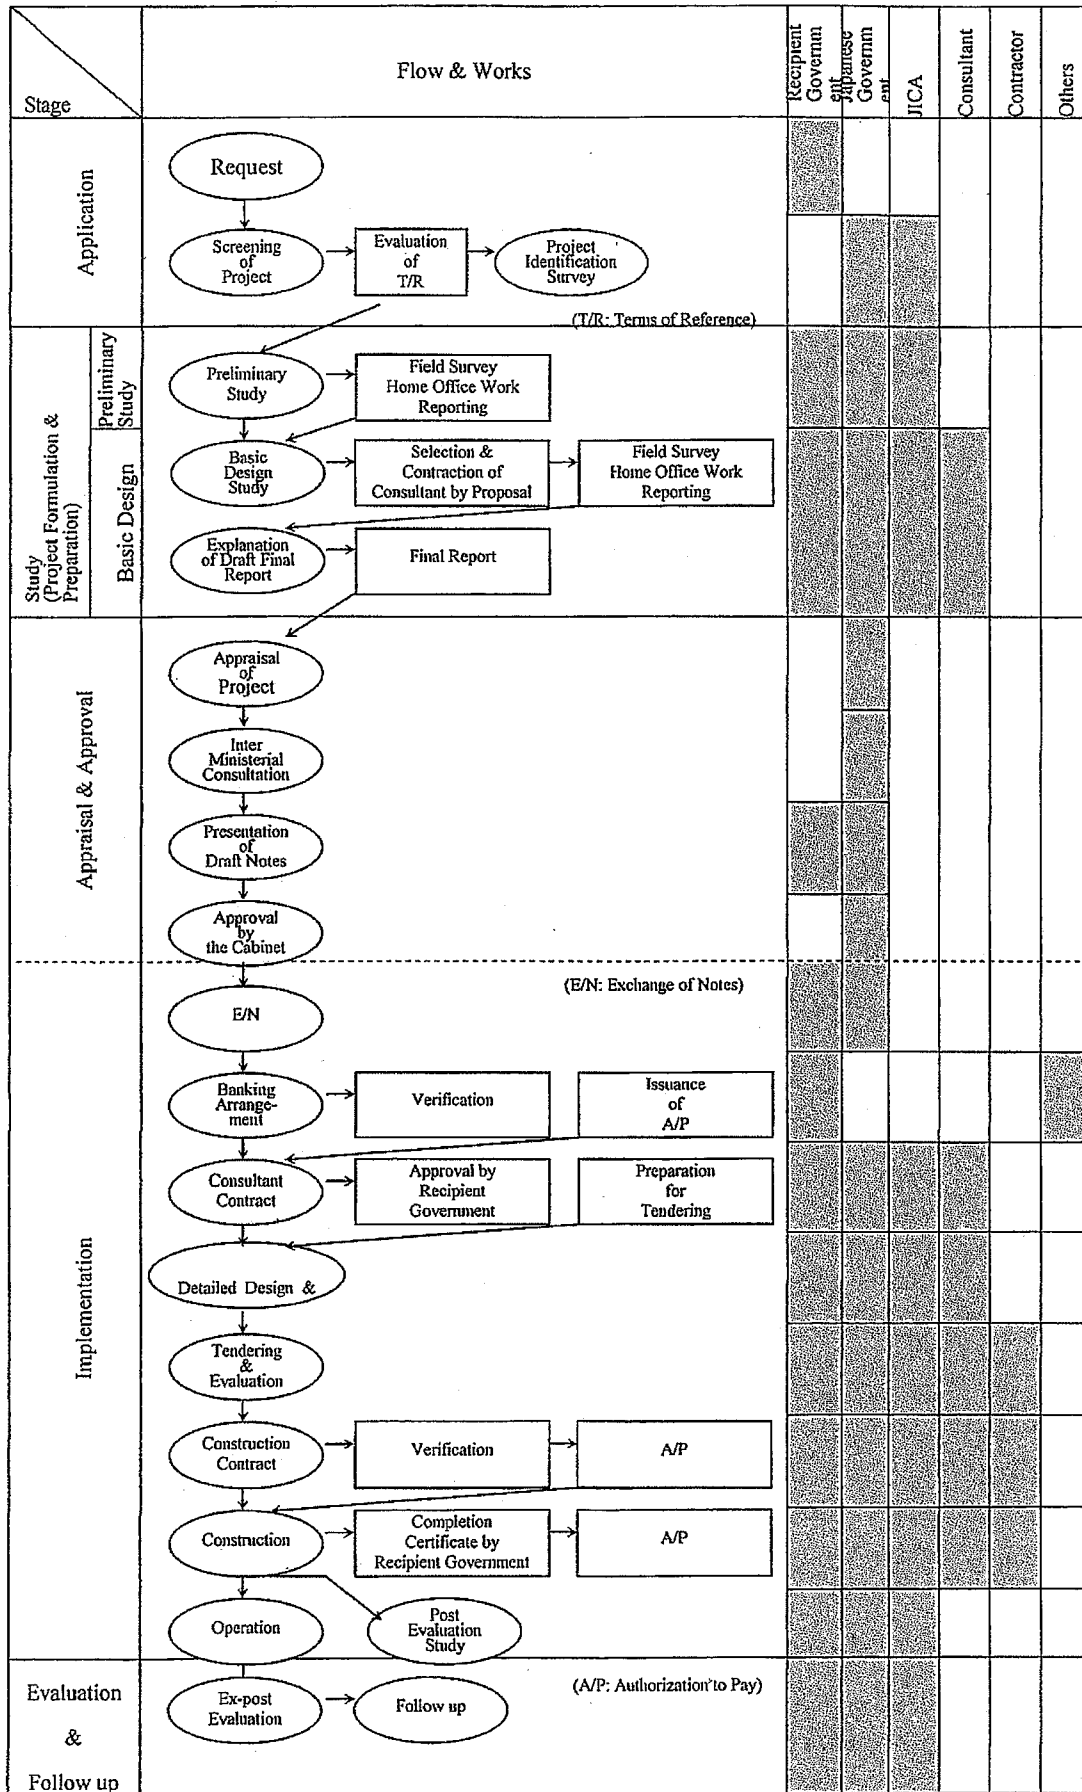 Stage
Flow & Works
Recipient
Governm
ent
Japanese
Governm
ent
JICA
Consultant
Contractor
Others
Application
Request
Screening
of
Project
Evaluation
of
T/R
Project
Identification
Survey
(T/R: Terms of Reference)
Study
(Project Formulation &
Preparation)
Preliminary
Study
Preliminary
Study
Field Survey
Home Office Work
Reporting
Basic Design
Basic
Design
Study
Selection &
Contraction of
Consultant by Proposal
Field Survey
Home Office Work
Reporting
Explanation
of Draft Final
Report
Final Report
Appraisal & Approval
Appraisal
of
Project
Inter
Ministerial
Consultation
Presentation
of
Draft Notes
Approval
by
the Cabinet
Implementation
(E/N: Exchange of Notes)
E/N
Banking
Arrange-
ment
Verification
Issuance
of
A/P
Consultant
Contract
Approval by
Recipient
Government
Preparation
for
Tendering
Detailed Design &
Tendering
&
Evaluation
Construction
Contract
Verification
A/P
Construction
Completion
Certificate by
Recipient Government
A/P
Operation
Post
Evaluation
Study
Evaluation
&
Follow up
Ex-post
Evaluation
Follow up
(A/P: Authorization to Pay)